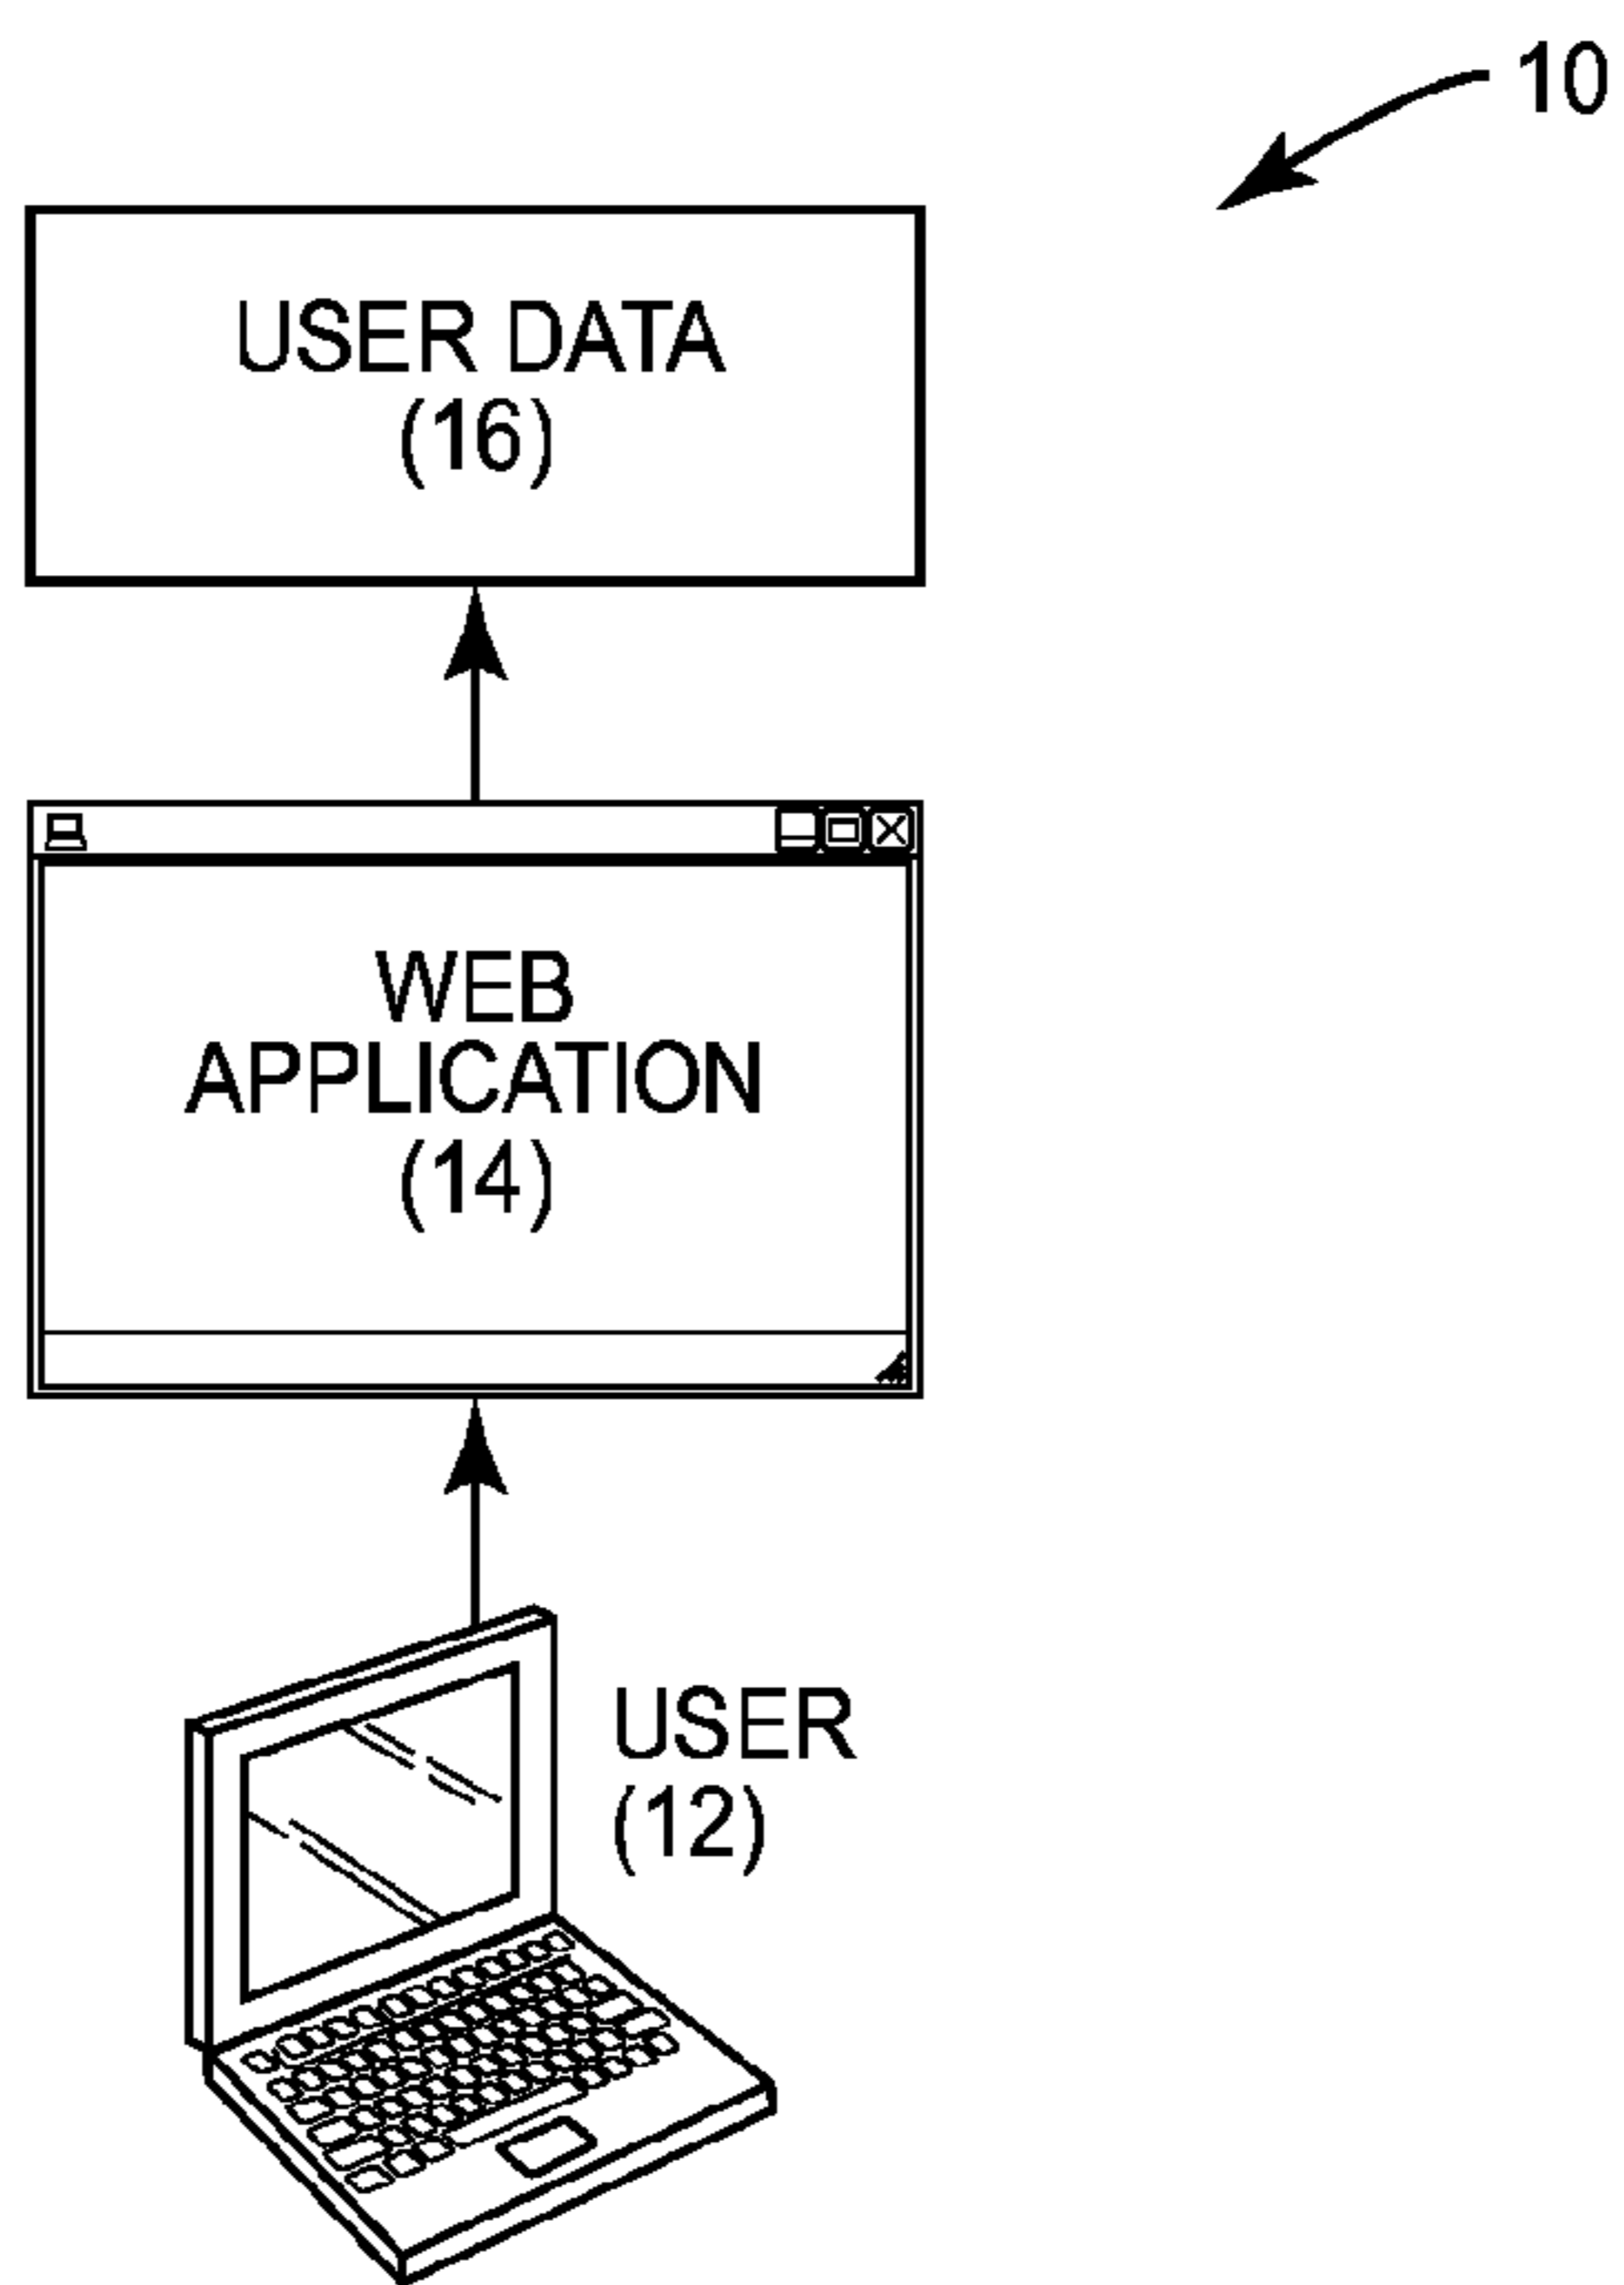 10
USER DATA
(16)
WEB
APPLICATION
(14)
USER
(12)